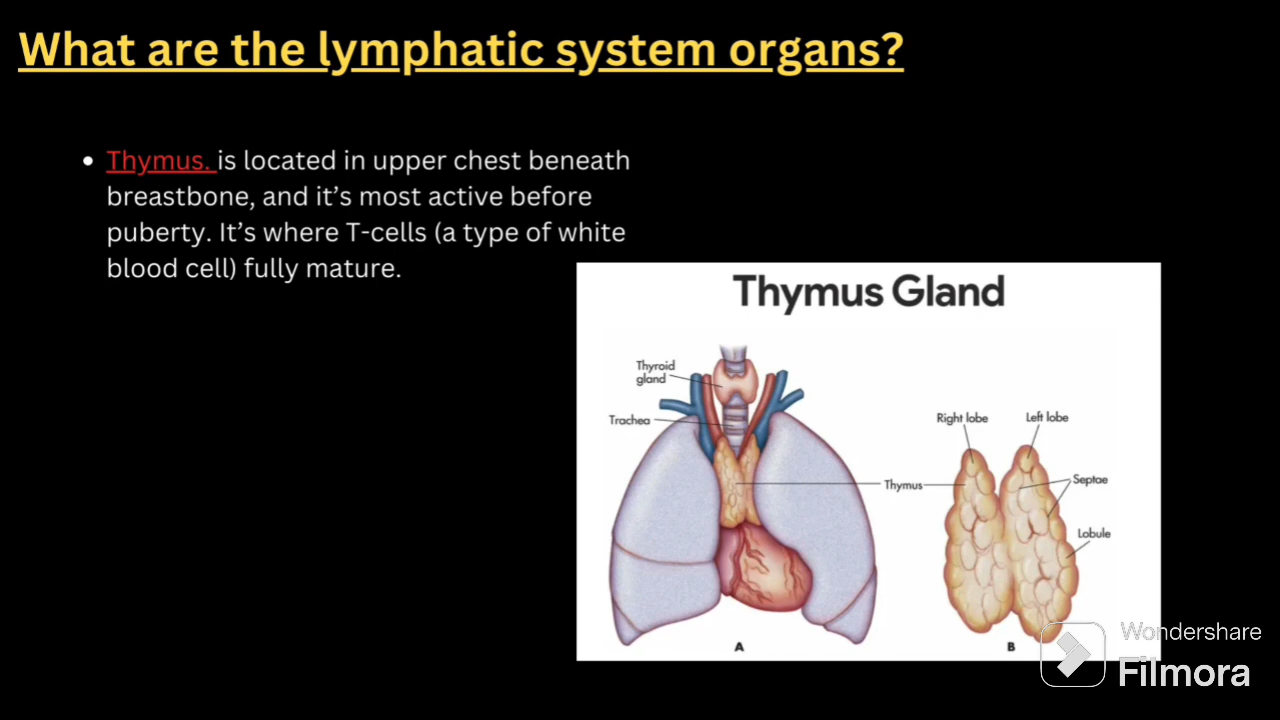 What are the lymphatic system organs?
• Thymus. is located in upper chest beneath
breastbone, and it’s most active before
puberty. It’s where T-cells (a type of white
blood cell) fully mature.
Thymus Gland
Thyroid
gland
Trachea
Right lobe
Left lobe
Thymus
Septae
Lobule
A
B
Wondershare
Filmora